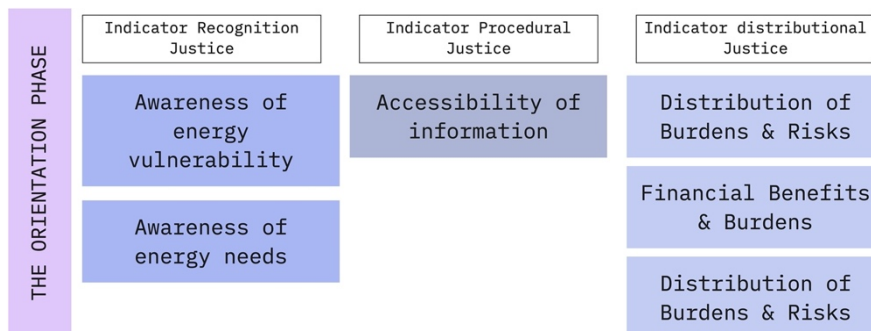 THE ORIENTATION PHASE
Indicator Recognition
Justice
Awareness of
energy
vulnerability
Awareness of
energy needs
Indicator Procedural
Justice
Accessibility of
information
Indicator distributional
Justice
Distribution of
Burdens & Risks
Financial Benefits
& Burdens
Distribution of
Burdens & Risks